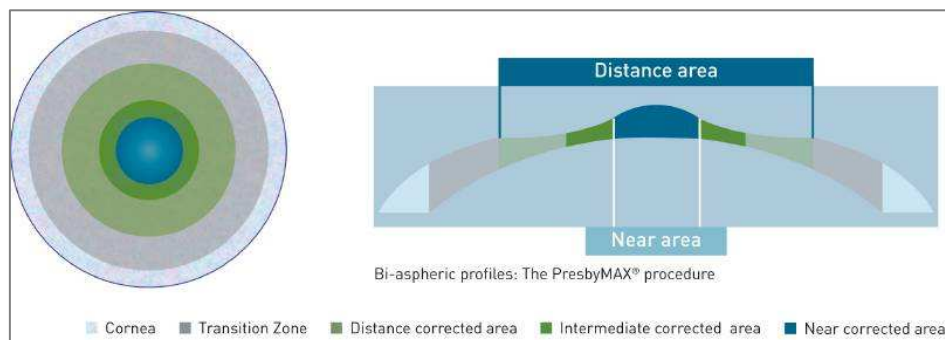 Distance area
Near area
Bi-aspheric profiles: The PresbyMAX® procedure
Cornea Transition Zone Distance corrected area Intermediate corrected area Near corrected area